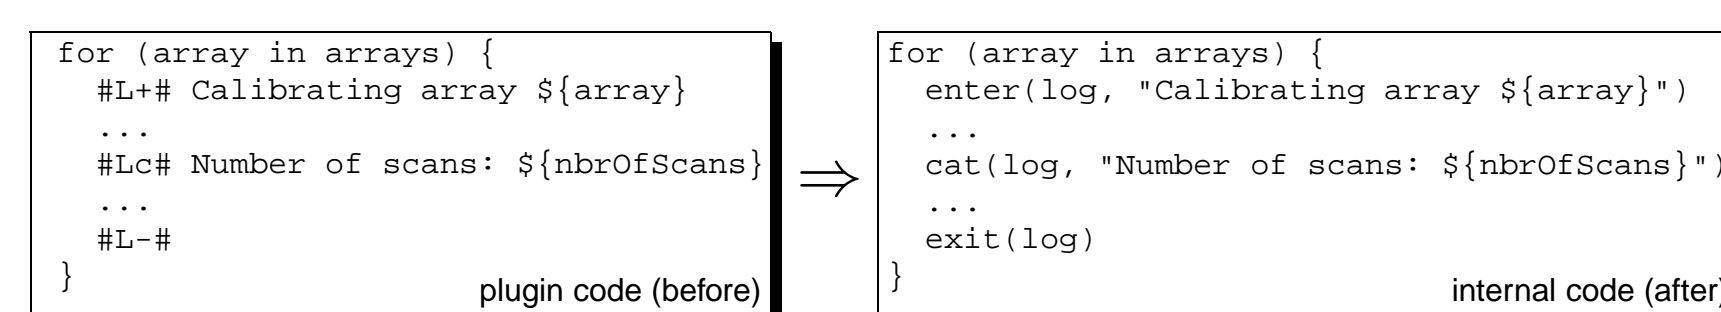 for (array in arrays) {
  #L+# Calibrating array ${array}
  ...
  #Lc# Number of scans: ${nbrOfScans}
  ...
  #L-#
}
plugin code (before)
⇒
for (array in arrays) {
  enter(log, "Calibrating array ${array}")
  ...
  cat(log, "Number of scans: ${nbrOfScans}")
  ...
  exit(log)
}
internal code (after)